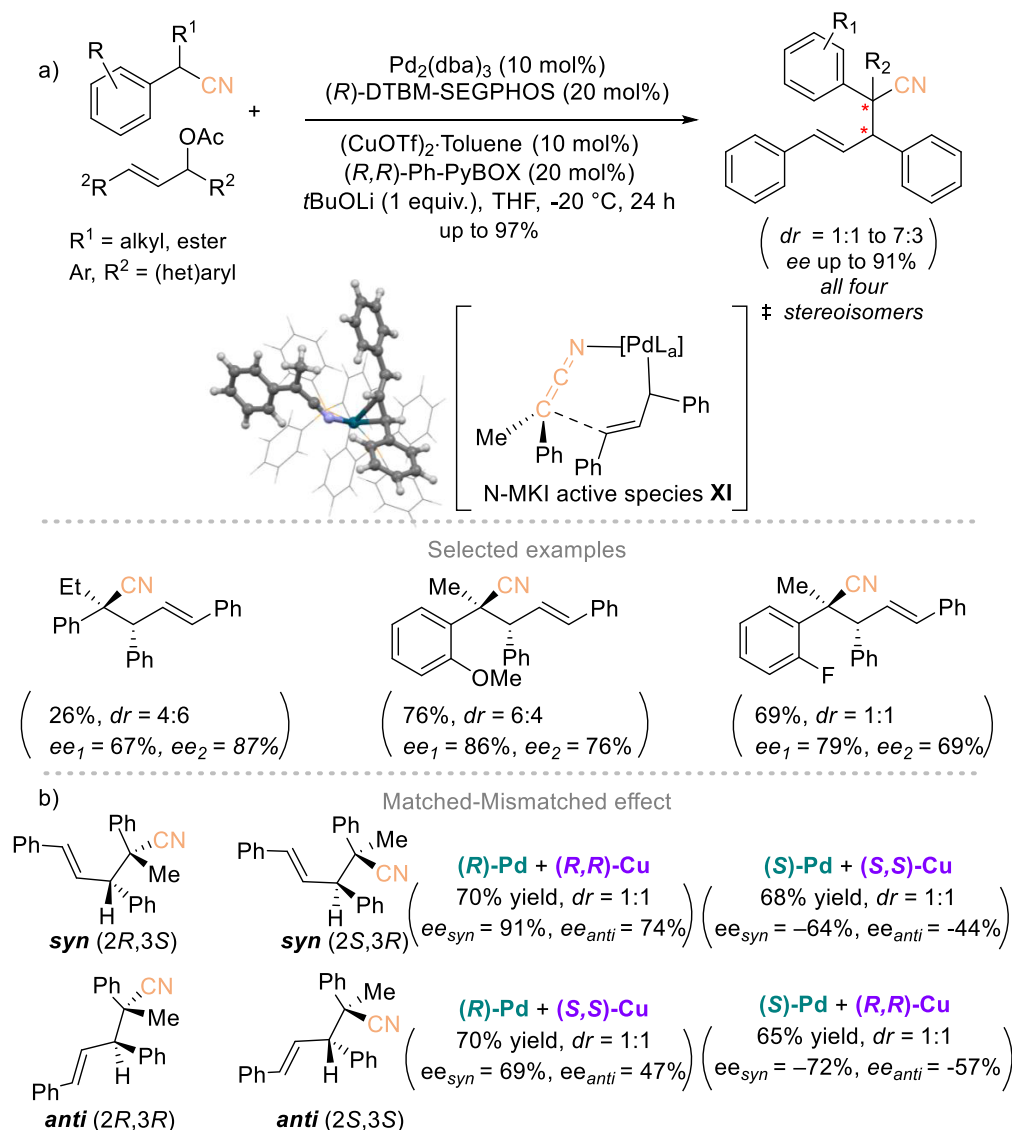 a)
R
R1
CN
+
OAc
2R
R2
R1 = alkyl, ester
Ar, R2 = (het)aryl
Pd2(dba)3 (10 mol%)
(R)-DTBM-SEGPHOS (20 mol%)
(CuOTf)2·Toluene (10 mol%)
(R,R)-Ph-PyBOX (20 mol%)
tBuOLi (1 equiv.), THF, -20 °C, 24 h
up to 97%
R1
R2
CN
*
*
dr = 1:1 to 7:3
ee up to 91%
all four
stereoisomers
‡
N
[PdLa]
C
C
Me
Ph
Ph
Ph
N-MKI active species XI
Selected examples
Et
CN
Ph
Ph
Ph
26%, dr = 4:6
ee1 = 67%, ee2 = 87%
Me
CN
Ph
Ph
OMe
76%, dr = 6:4
ee1 = 86%, ee2 = 76%
Me
CN
Ph
Ph
F
69%, dr = 1:1
ee1 = 79%, ee2 = 69%
b)
Matched-Mismatched effect
Ph
CN
Ph
Me
Ph
H
syn (2R,3S)
Ph
Me
Ph
CN
Ph
H
syn (2S,3R)
(R)-Pd + (R,R)-Cu
70% yield, dr = 1:1
eesyn = 91%, eeanti = 74%
(S)-Pd + (S,S)-Cu
68% yield, dr = 1:1
eesyn = –64%, eeanti = -44%
Ph
CN
Me
Ph
H
Ph
anti (2R,3R)
Ph
Me
CN
Ph
H
Ph
anti (2S,3S)
(R)-Pd + (S,S)-Cu
70% yield, dr = 1:1
eesyn = 69%, eeanti = 47%
(S)-Pd + (R,R)-Cu
65% yield, dr = 1:1
eesyn = –72%, eeanti = -57%